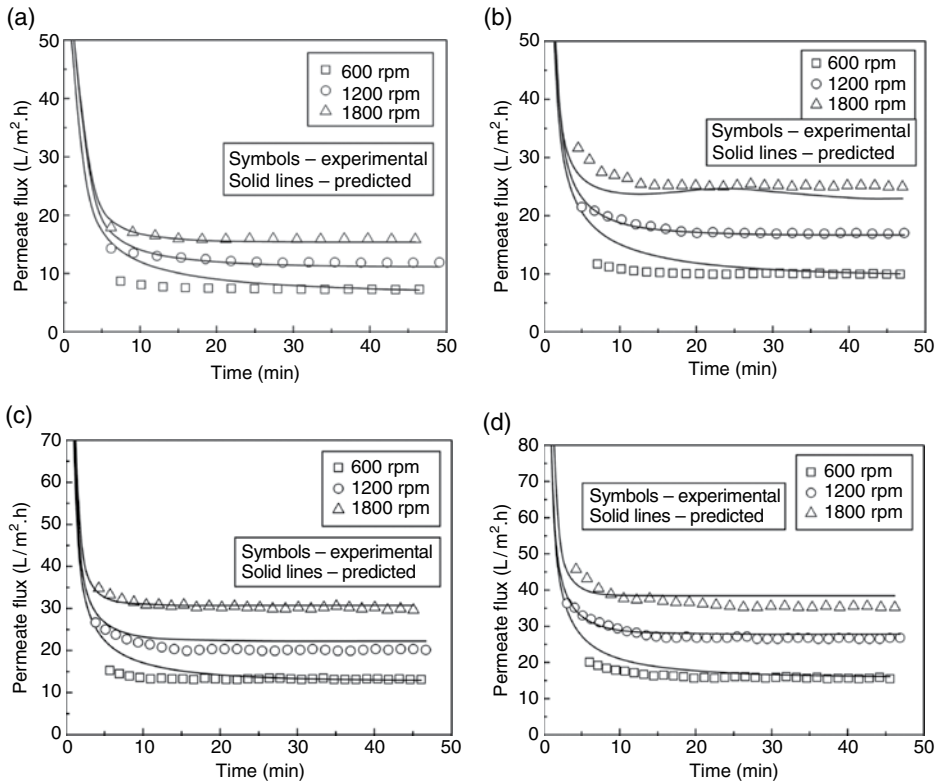 (a)
50
40
30
20
10
0
Permeate flux (L/m².h)
600 rpm
1200 rpm
1800 rpm
Symbols – experimental
Solid lines – predicted
0 10 20 30 40 50
Time (min)
(b)
50
40
30
20
10
0
Permeate flux (L/m².h)
600 rpm
1200 rpm
1800 rpm
Symbols – experimental
Solid lines – predicted
0 10 20 30 40 50
Time (min)
(c)
70
60
50
40
30
20
10
0
Permeate flux (L/m².h)
600 rpm
1200 rpm
1800 rpm
Symbols – experimental
Solid lines – predicted
0 10 20 30 40 50
Time (min)
(d)
80
70
60
50
40
30
20
10
0
Permeate flux (L/m².h)
Symbols – experimental
Solid lines – predicted
600 rpm
1200 rpm
1800 rpm
0 10 20 30 40 50
Time (min)